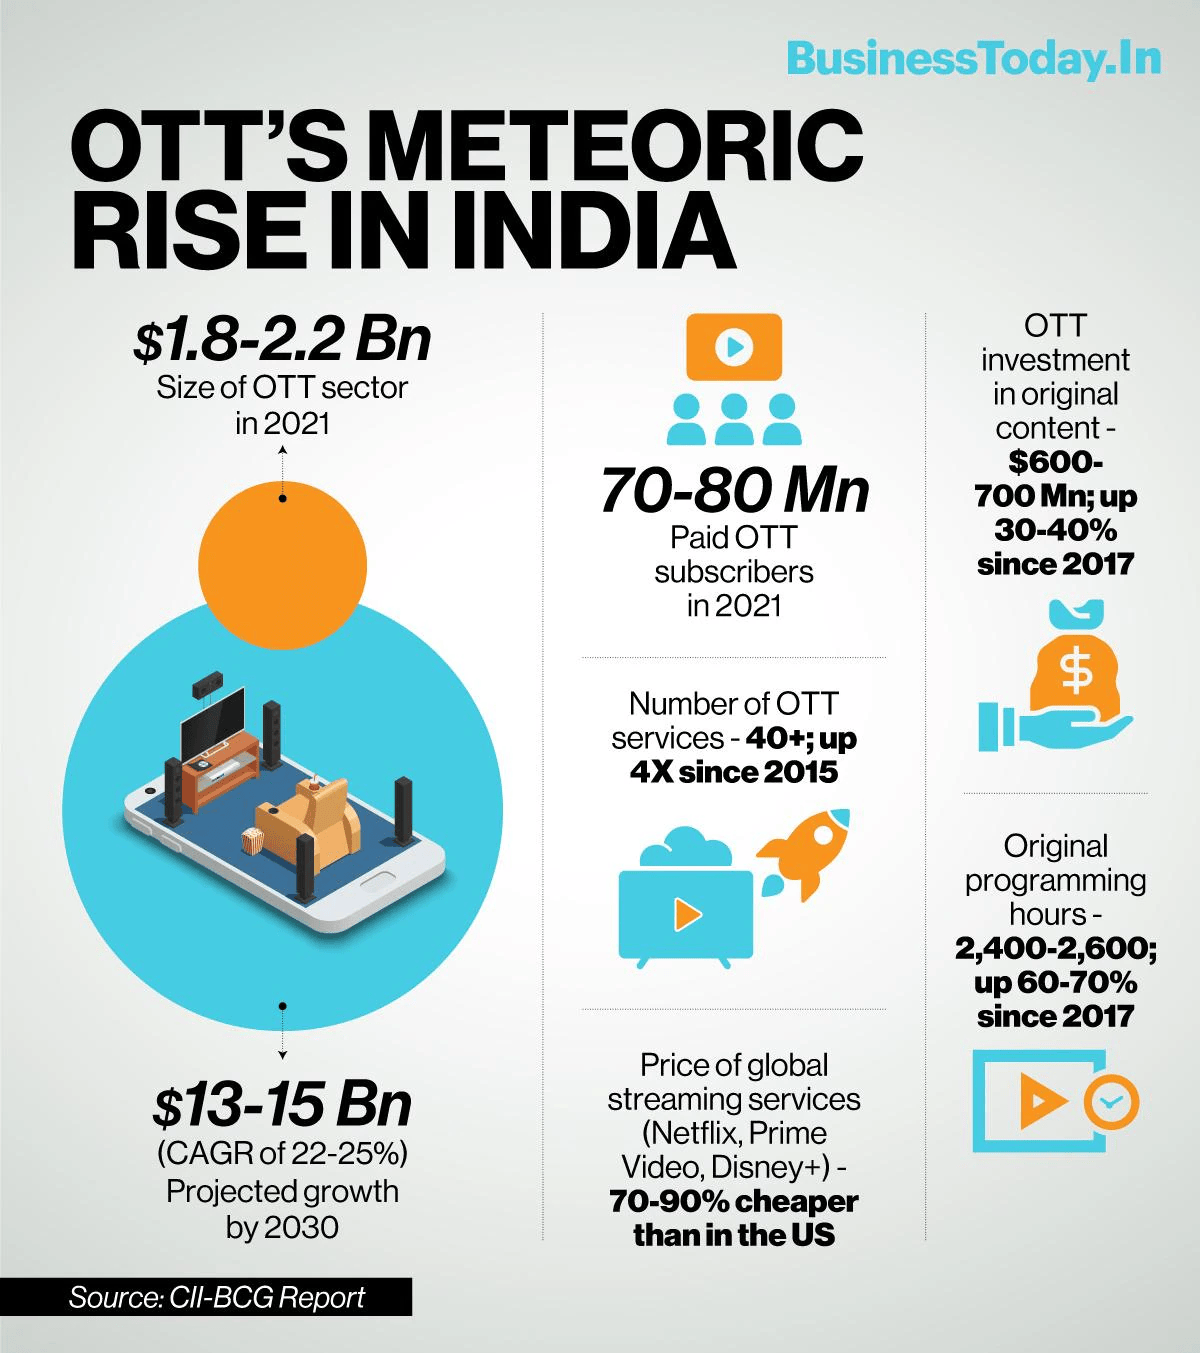 BusinessToday.In
OTT’S METEORIC
RISE IN INDIA
$1.8-2.2 Bn
Size of OTT sector
in 2021
$13-15 Bn
(CAGR of 22-25%)
Projected growth
by 2030
70-80 Mn
Paid OTT
subscribers
in 2021
Number of OTT
services - 40+; up
4X since 2015
Price of global
streaming services
(Netflix, Prime
Video, Disney+) -
70-90% cheaper
than in the US
OTT
investment
in original
content -
$600-
700 Mn; up
30-40%
since 2017
$
Original
programming
hours -
2,400-2,600;
up 60-70%
since 2017
Source: CII-BCG Report